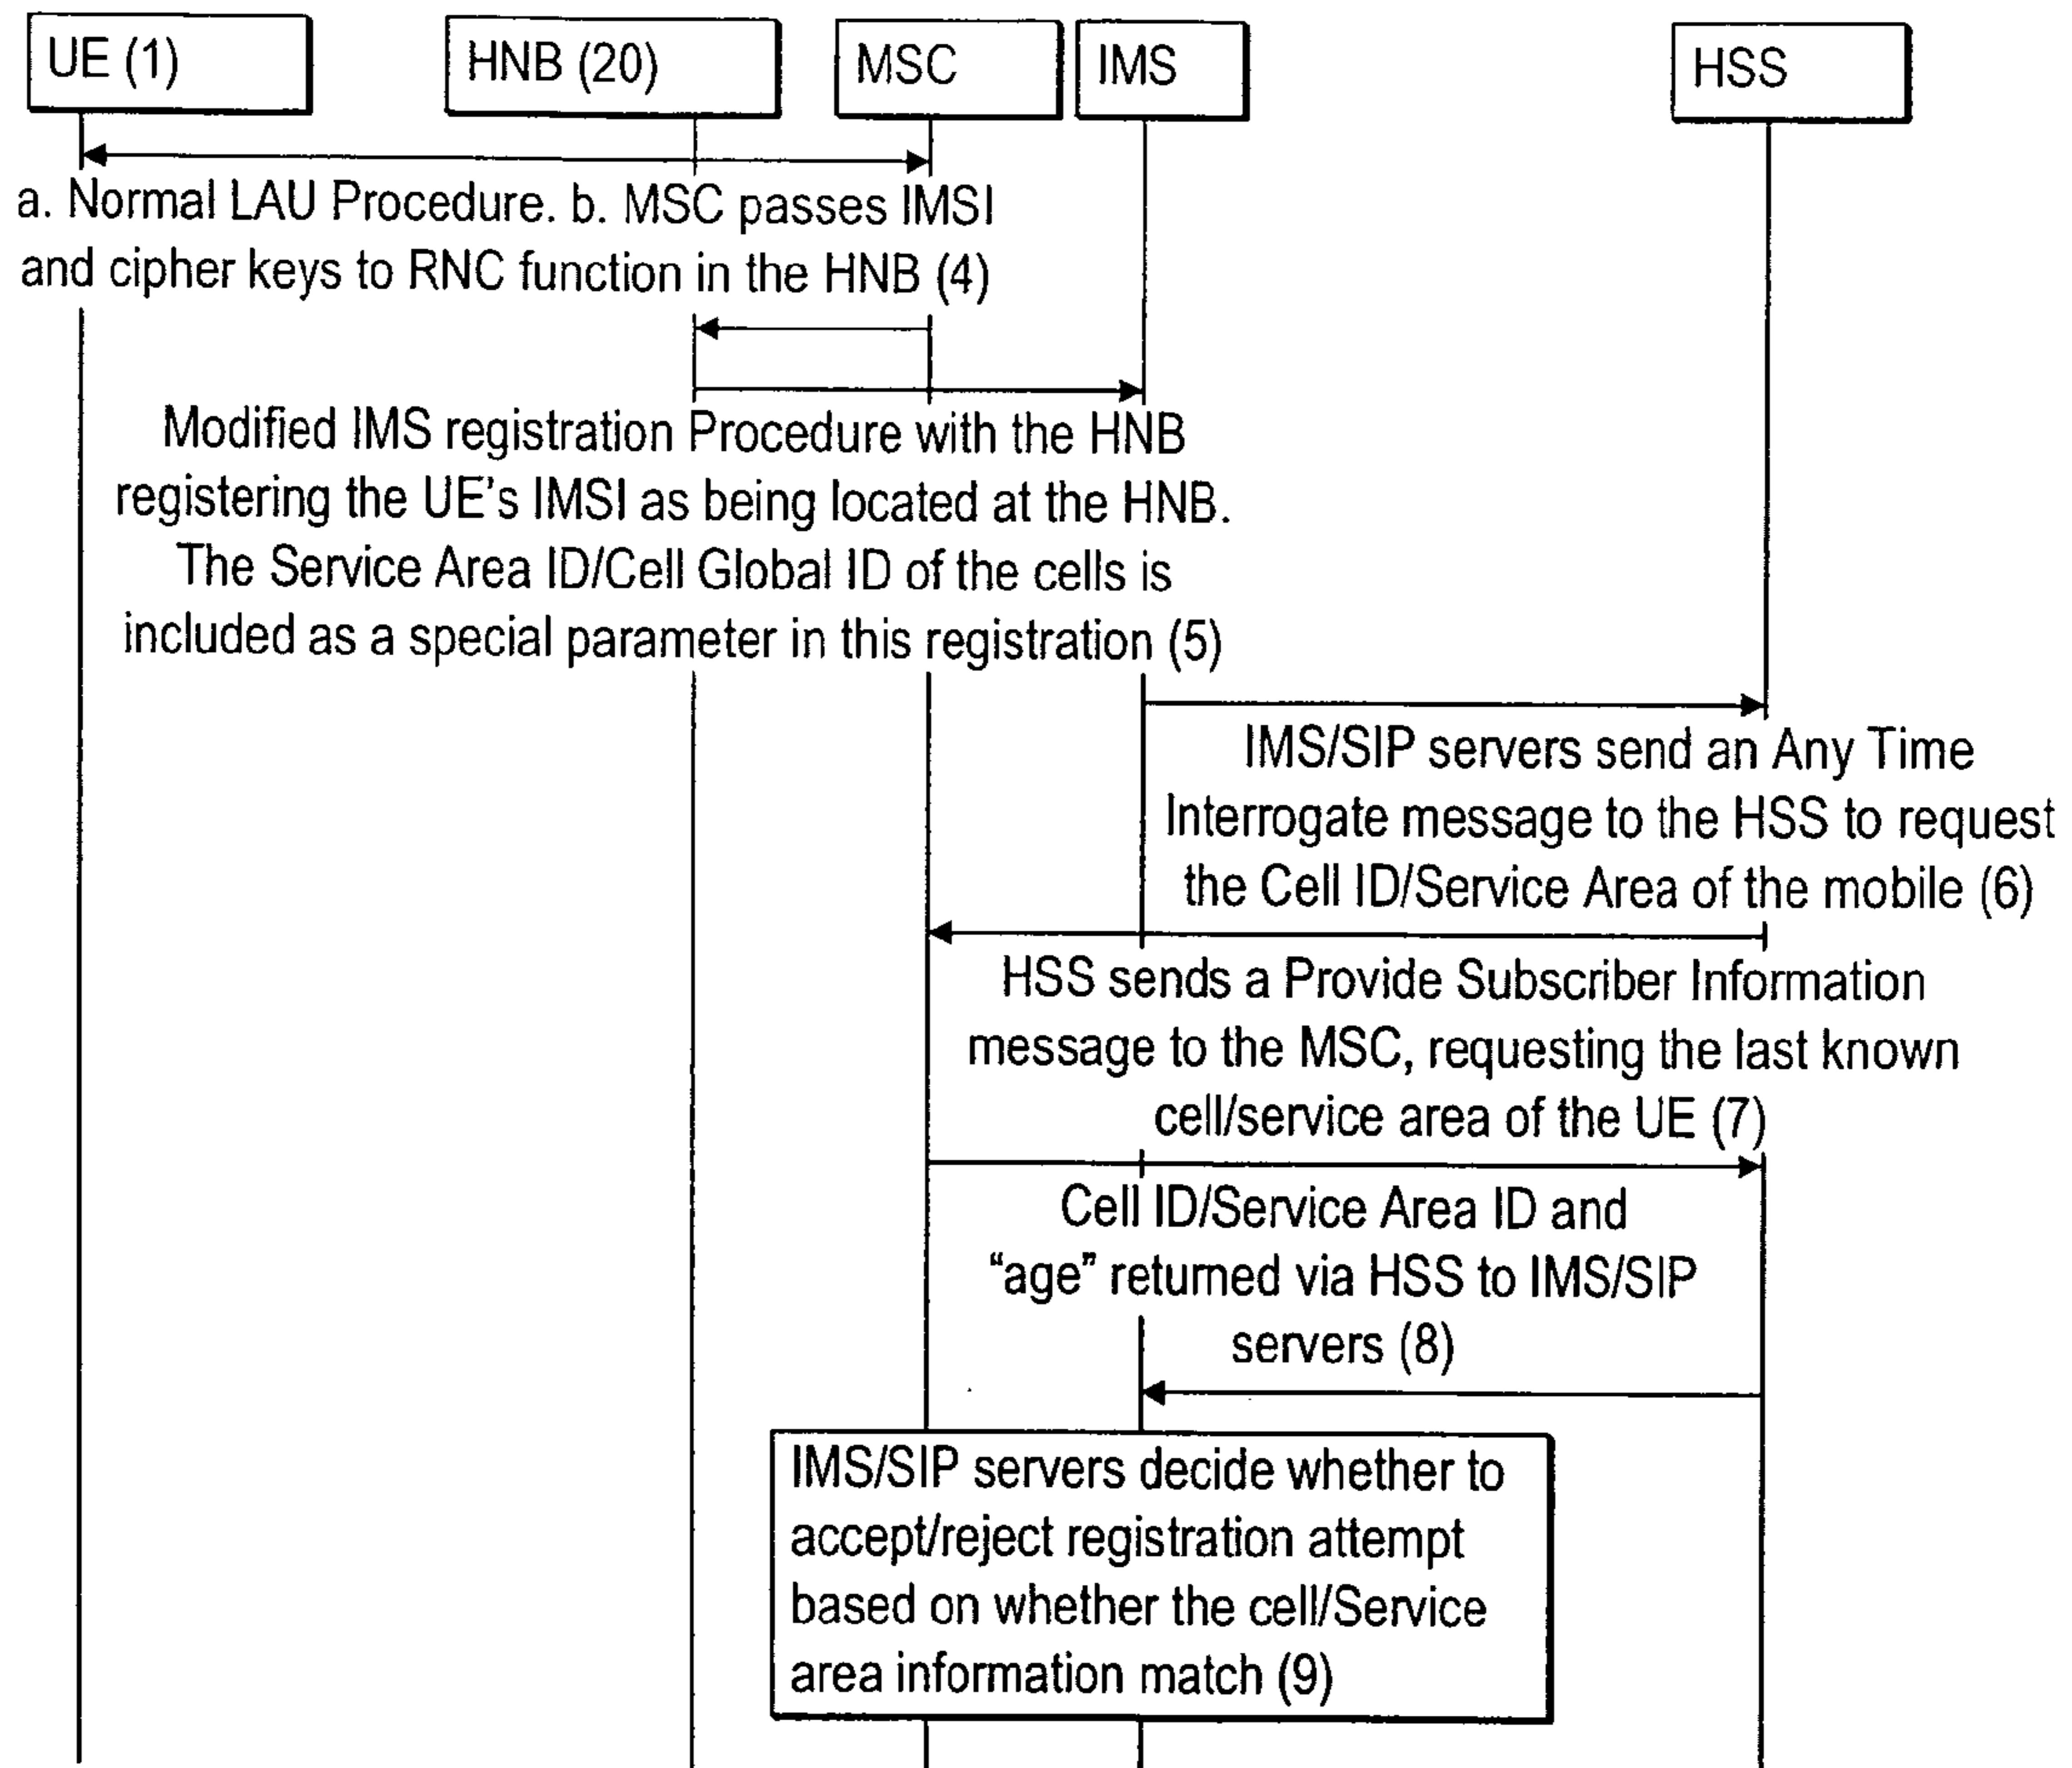 UE (1)
HNB (20)
MSC
IMS
HSS
a. Normal LAU Procedure. b. MSC passes IMSI
and cipher keys to RNC function in the HNB (4)
Modified IMS registration Procedure with the HNB
registering the UE's IMSI as being located at the HNB.
The Service Area ID/Cell Global ID of the cells is
included as a special parameter in this registration (5)
IMS/SIP servers send an Any Time
Interrogate message to the HSS to request
the Cell ID/Service Area of the mobile (6)
HSS sends a Provide Subscriber Information
message to the MSC, requesting the last known
cell/service area of the UE (7)
Cell ID/Service Area ID and
“age” returned via HSS to IMS/SIP
servers (8)
IMS/SIP servers decide whether to
accept/reject registration attempt
based on whether the cell/Service
area information match (9)